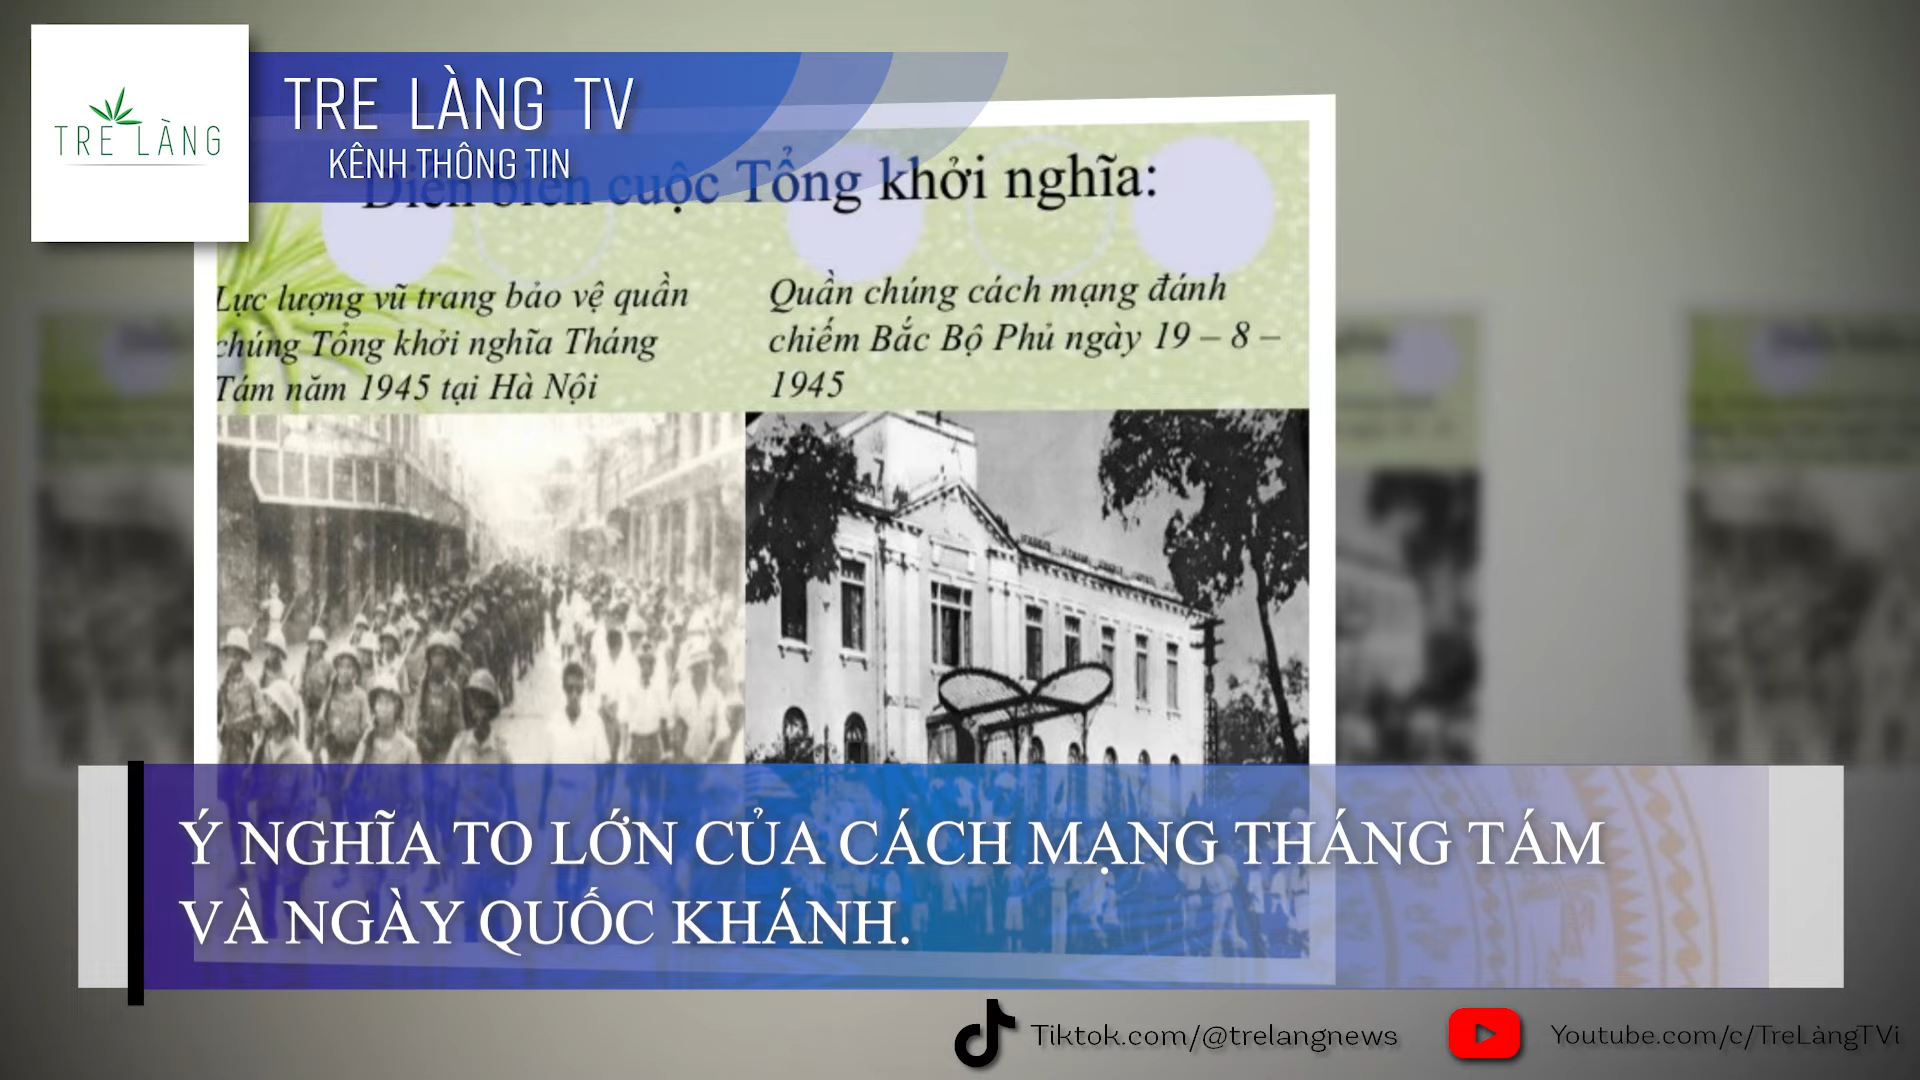 TRE LÀNG
TRE LÀNG TV
KÊNH THÔNG TIN
Diễn biến cuộc Tổng khởi nghĩa:
Lực lượng vũ trang bảo vệ quần
chúng Tổng khởi nghĩa Tháng
Tám năm 1945 tại Hà Nội
Quần chúng cách mạng đánh
chiếm Bắc Bộ Phủ ngày 19 – 8 –
1945
Ý NGHĨA TO LỚN CỦA CÁCH MẠNG THÁNG TÁM
VÀ NGÀY QUỐC KHÁNH.
Tiktok.com/@trelangnews
Youtube.com/c/TreLàngTVi